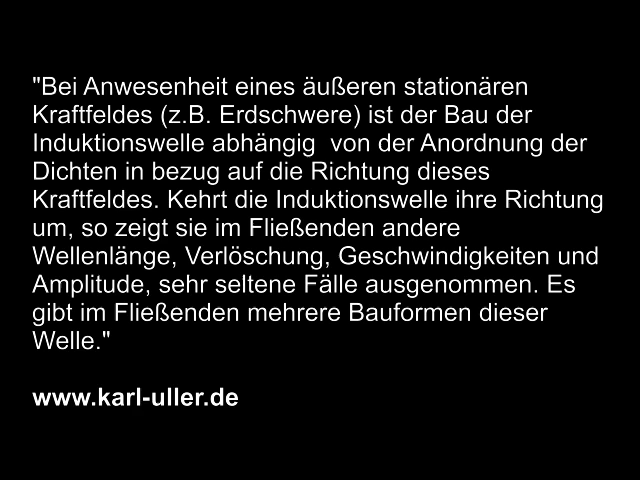 "Bei Anwesenheit eines äußeren stationären
Kraftfeldes (z.B. Erdschwere) ist der Bau der
Induktionswelle abhängig  von der Anordnung der
Dichten in bezug auf die Richtung dieses
Kraftfeldes. Kehrt die Induktionswelle ihre Richtung
um, so zeigt sie im Fließenden andere
Wellenlänge, Verlöschung, Geschwindigkeiten und
Amplitude, sehr seltene Fälle ausgenommen. Es
gibt im Fließenden mehrere Bauformen dieser
Welle."
www.karl-uller.de